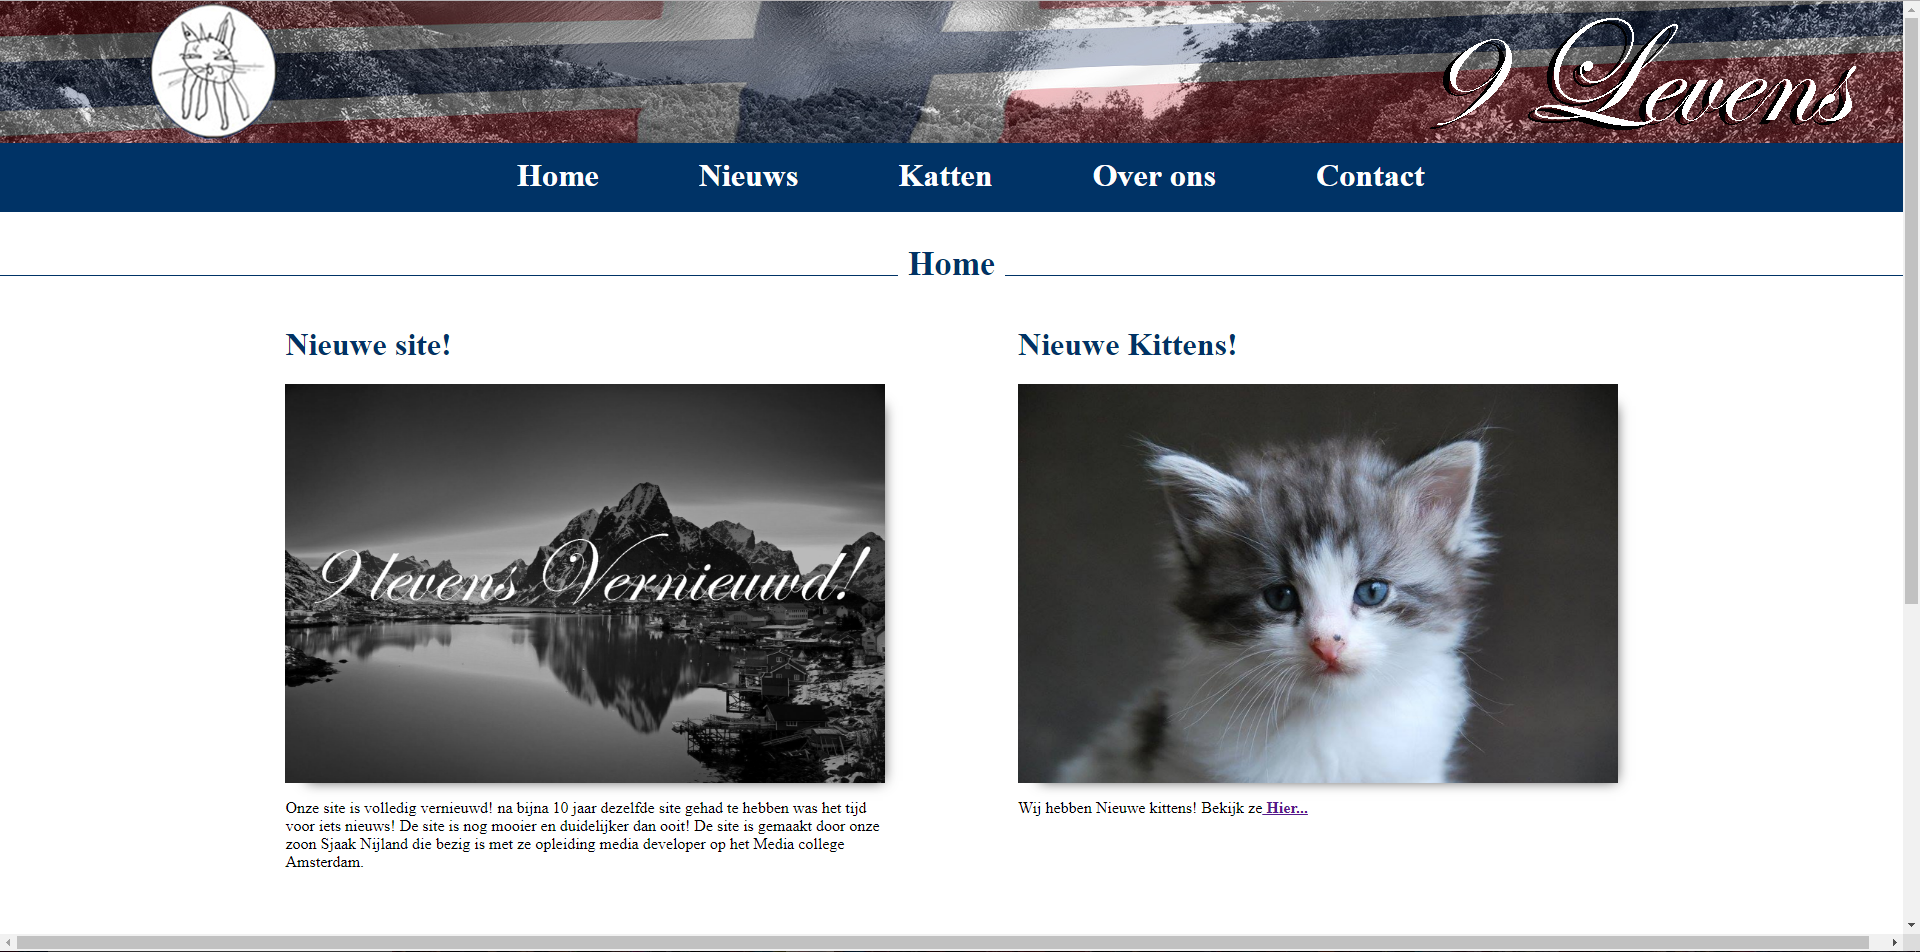 9 Levens
Home Nieuws Katten Over ons Contact
Home
Nieuwe site!
9 levens Vernieuwd!
Onze site is volledig vernieuwd! na bijna 10 jaar dezelfde site gehad te hebben was het tijd
voor iets nieuws! De site is nog mooier en duidelijker dan ooit! De site is gemaakt door onze
zoon Sjaak Nijland die bezig is met ze opleiding media developer op het Media college
Amsterdam.
Nieuwe Kittens!
Wij hebben Nieuwe kittens! Bekijk ze Hier...